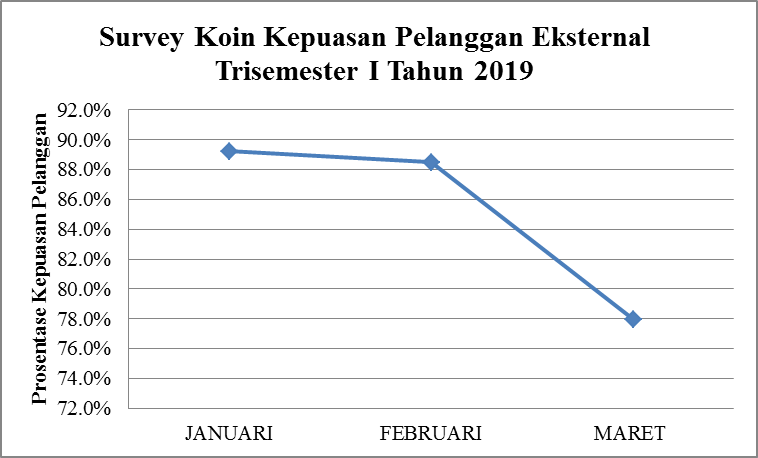 Survey Koin Kepuasan Pelanggan Eksternal
Trisemester I Tahun 2019
Prosentase Kepuasan Pelanggan
92.0%
90.0%
88.0%
86.0%
84.0%
82.0%
80.0%
78.0%
76.0%
74.0%
72.0%
JANUARI
FEBRUARI
MARET